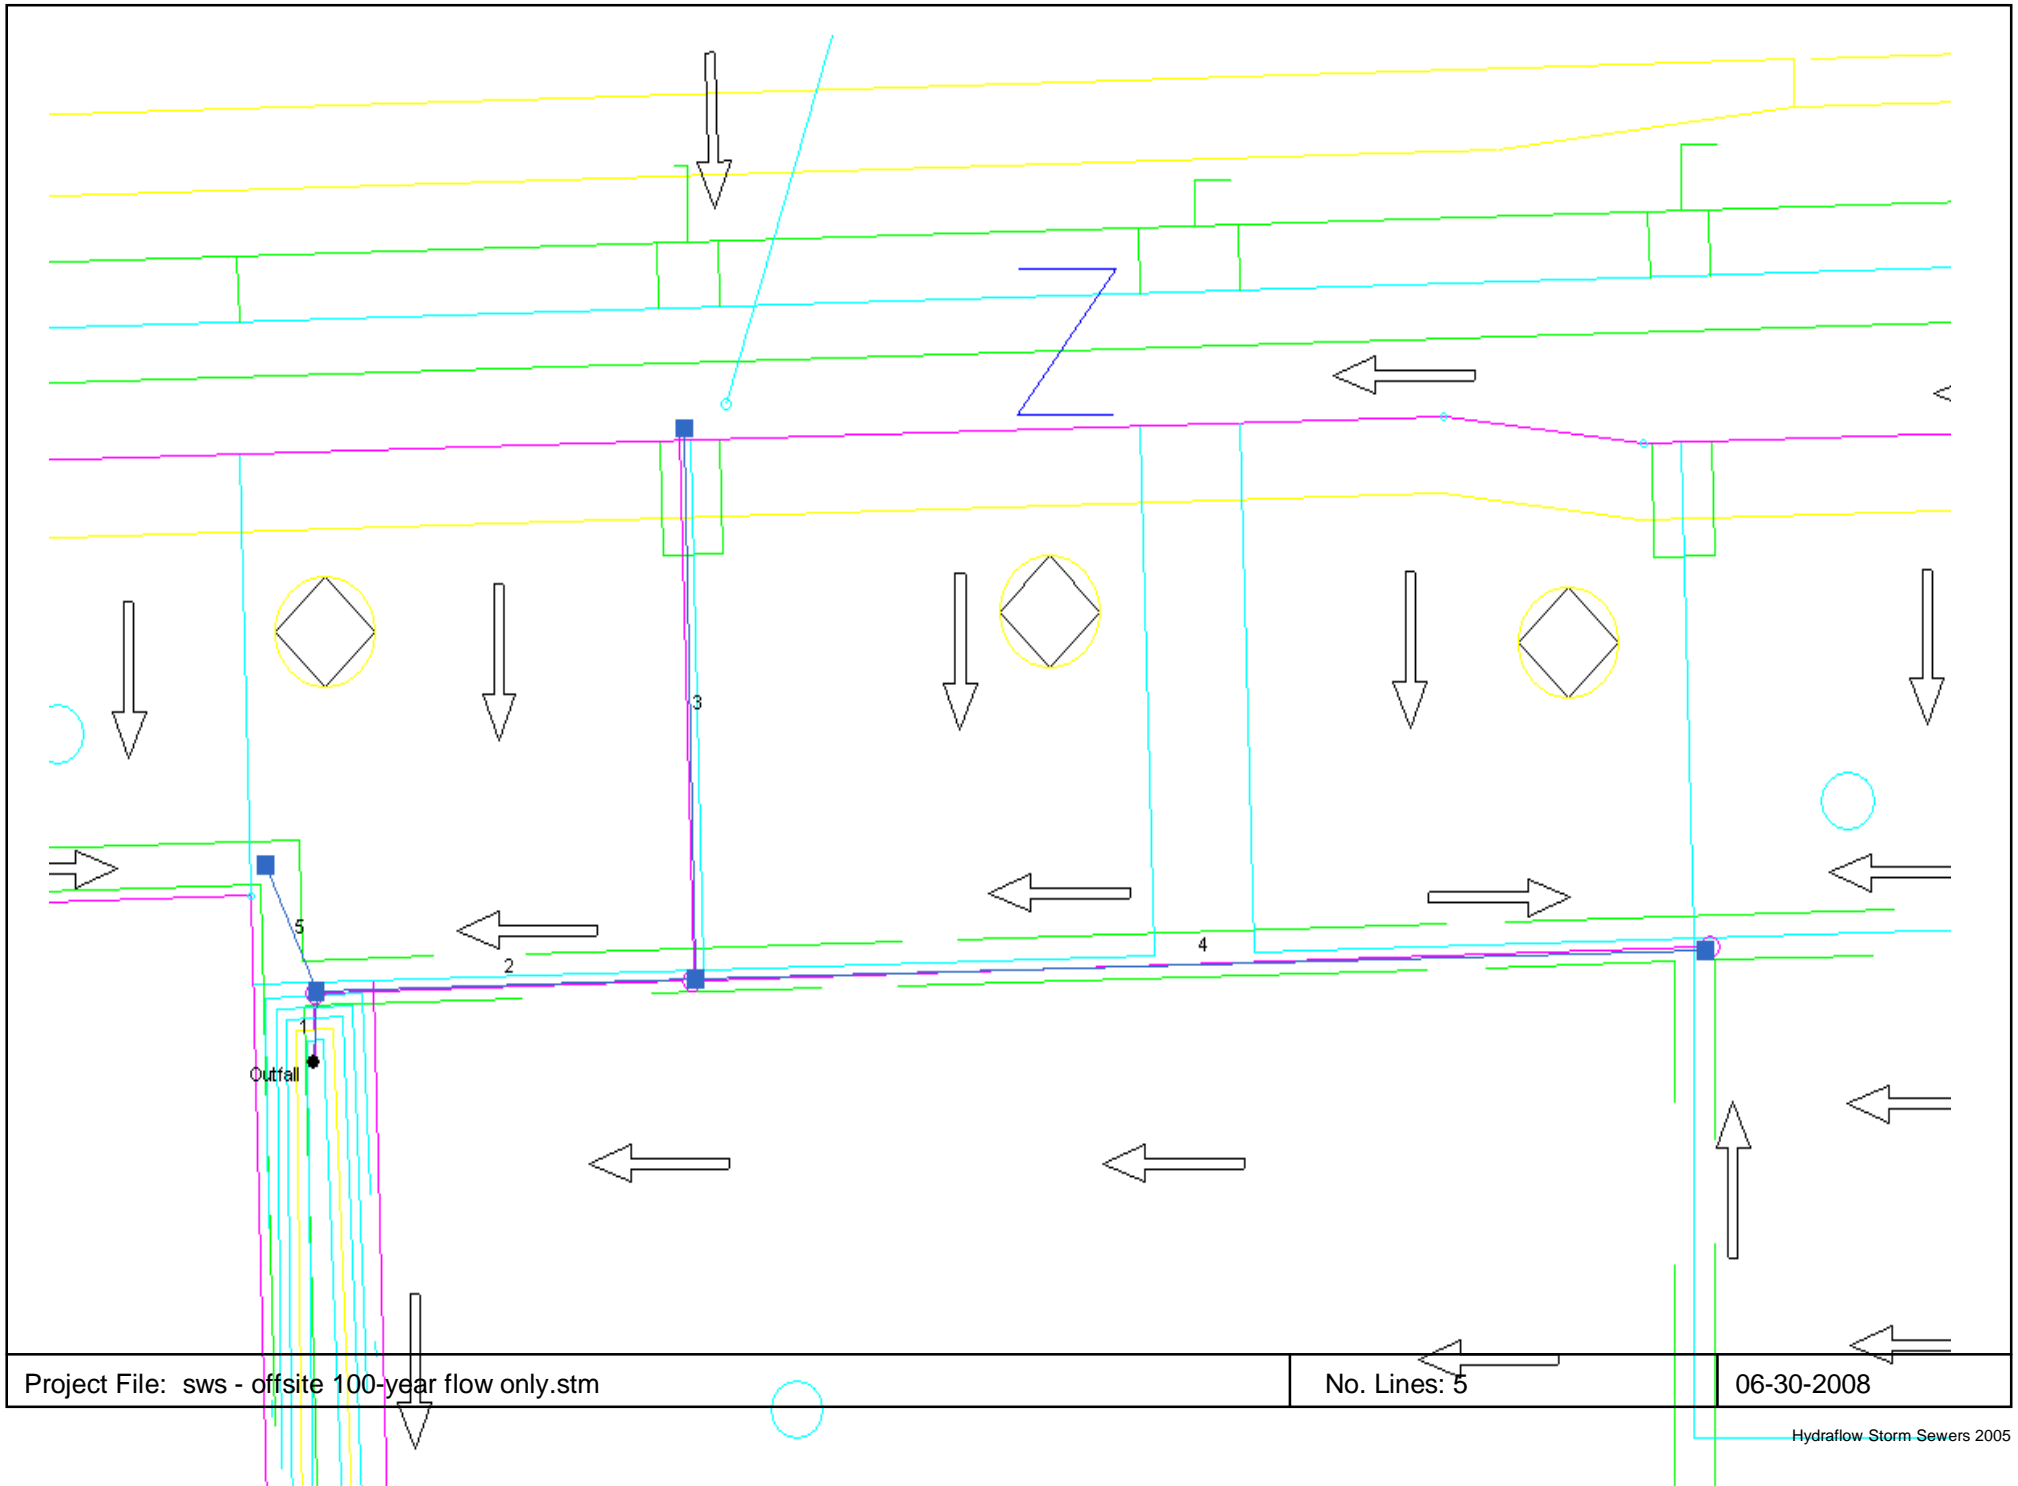 3
5
4
2
1
Outfall
Project File: sws - offsite 100-year flow only.stm
No. Lines: 5
06-30-2008
Hydraflow Storm Sewers 2005